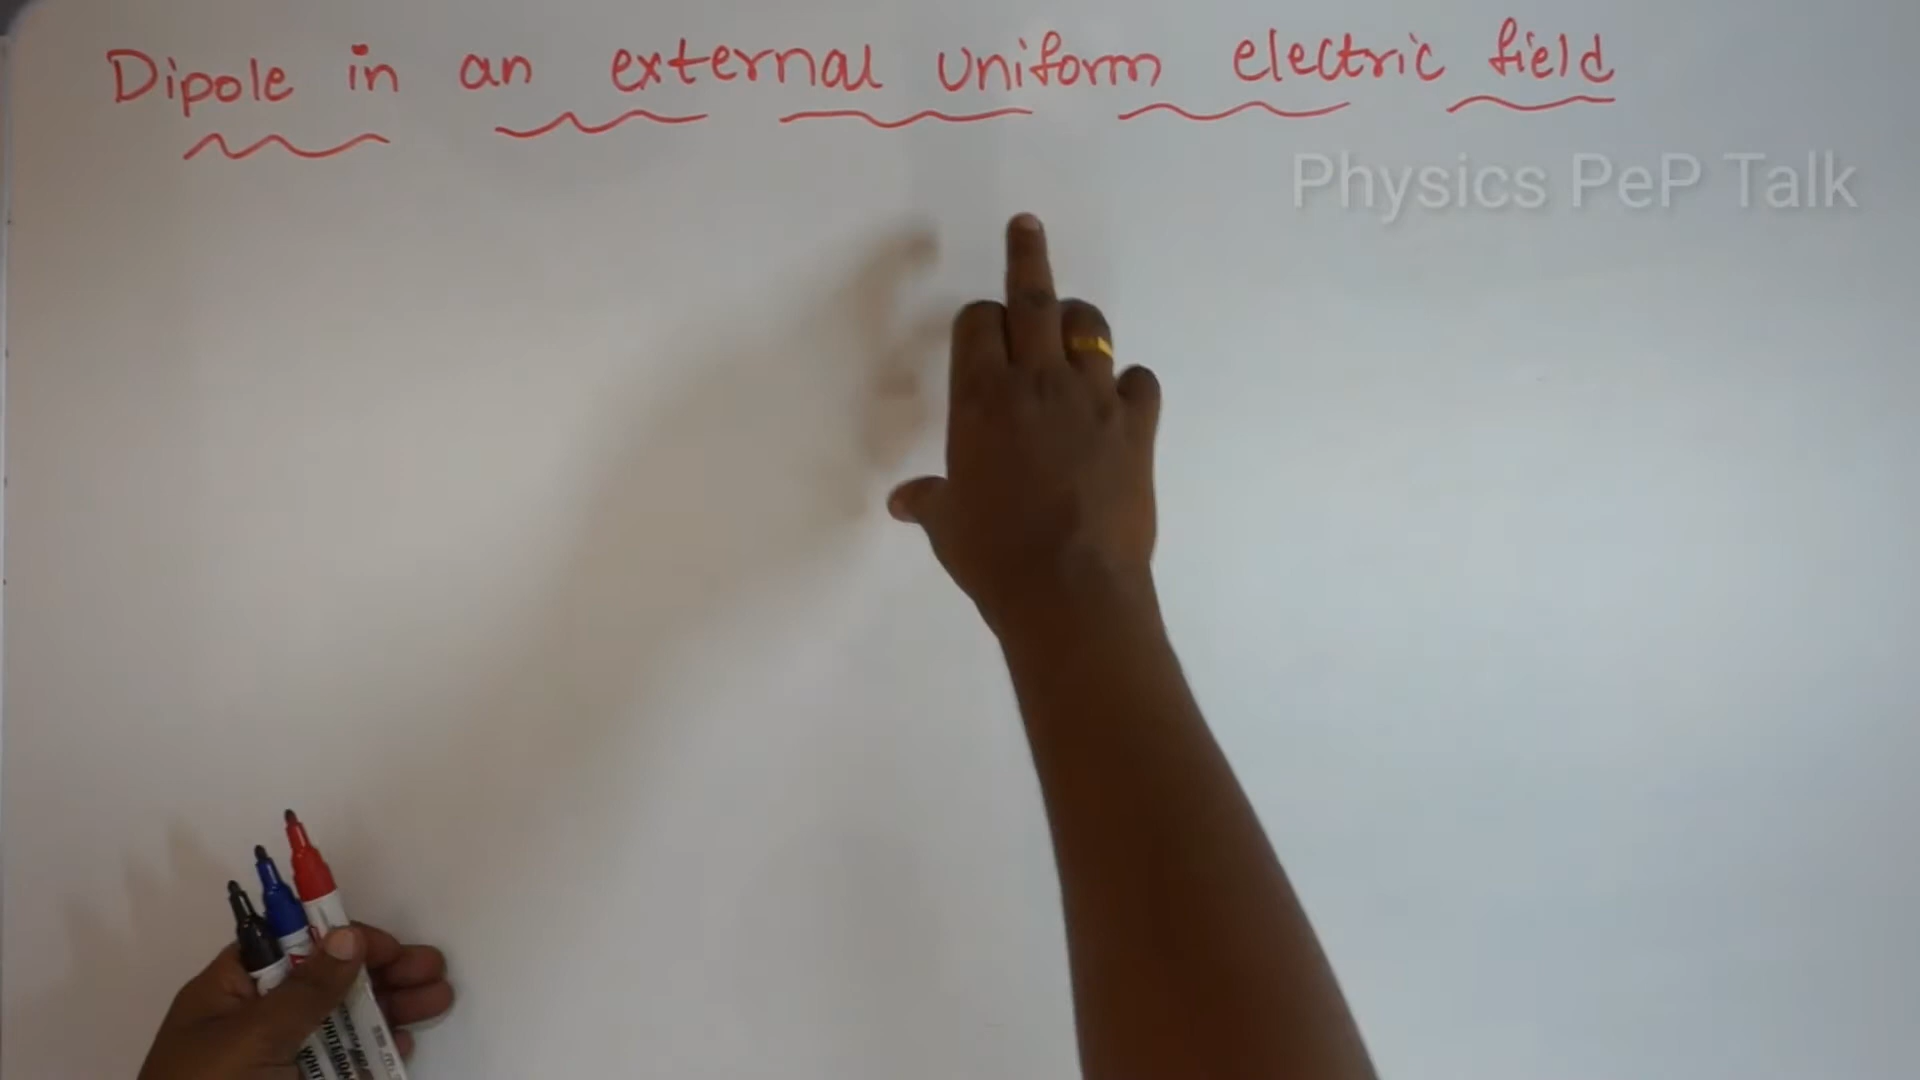 Dipole in an external uniform electric field
Physics PeP Talk